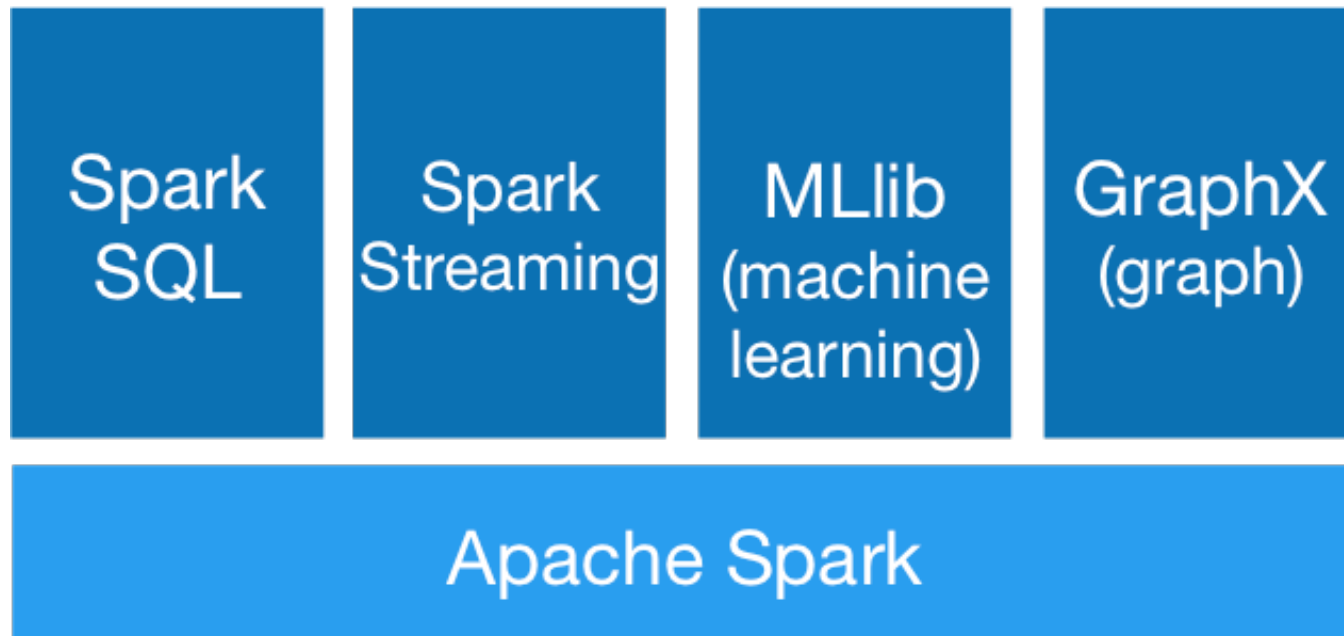 Spark
SQL
Spark
Streaming
MLlib
(machine
learning)
GraphX
(graph)
Apache Spark